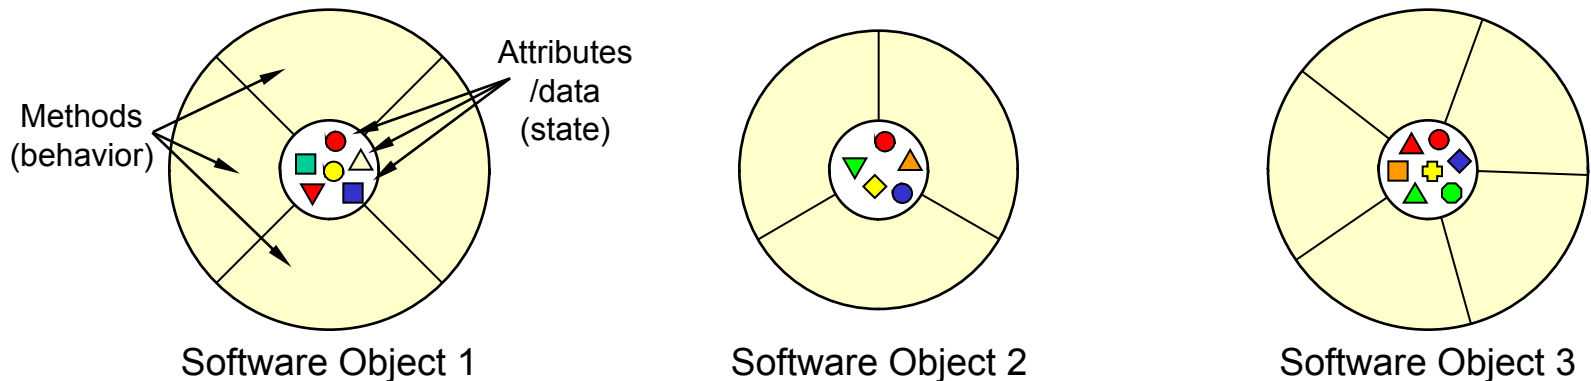 Methods
(behavior)
Attributes
/data
(state)
Software Object 1
Software Object 2
Software Object 3